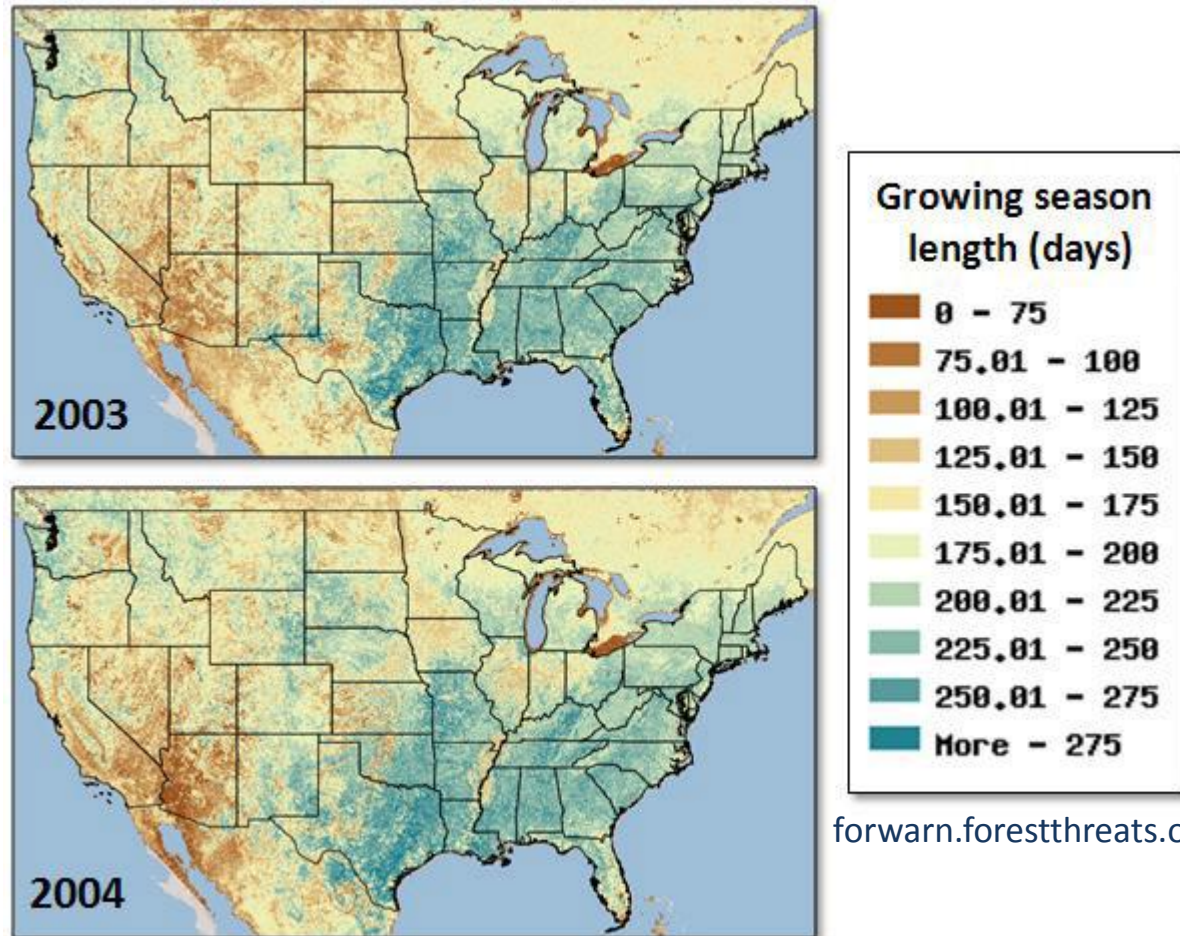 2003
2004
Growing season
length (days)
0 - 75
75.01 - 100
100.01 - 125
125.01 - 150
150.01 - 175
175.01 - 200
200.01 - 225
225.01 - 250
250.01 - 275
More - 275
forwarn.forestthreats.o